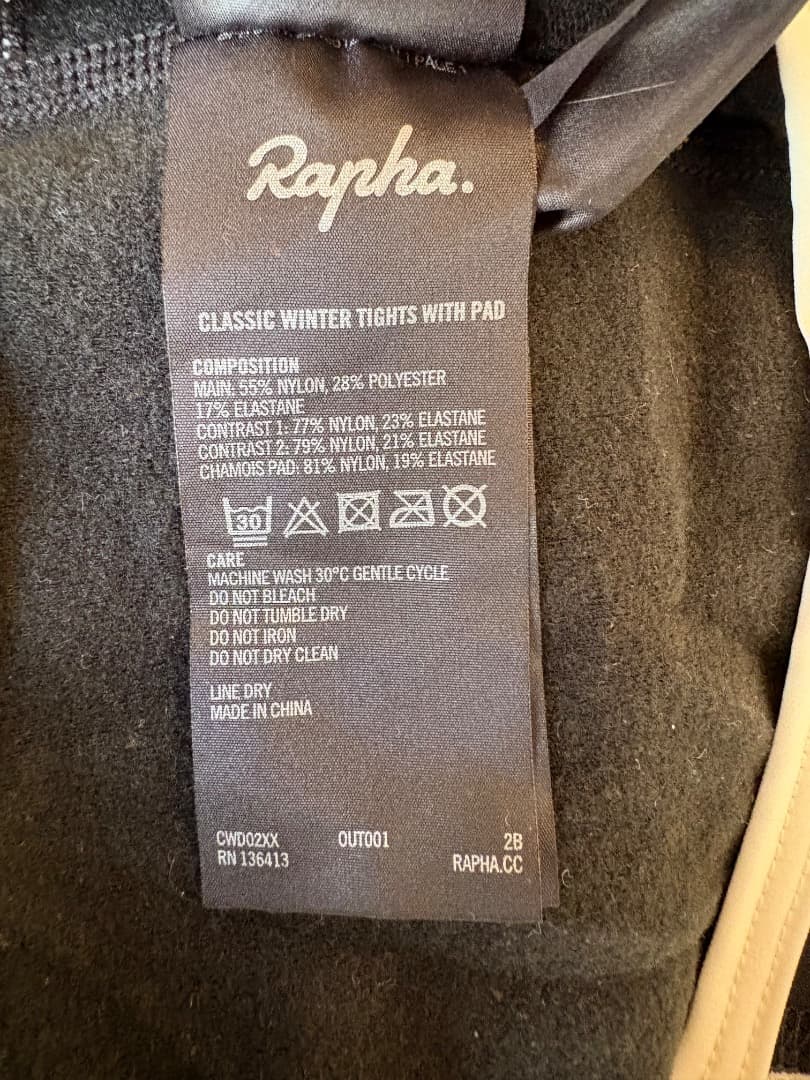 Rapha.
CLASSIC WINTER TIGHTS WITH PAD
COMPOSITION
MAIN: 55% NYLON, 28% POLYESTER
17% ELASTANE
CONTRAST 1: 77% NYLON, 23% ELASTANE
CONTRAST 2: 79% NYLON, 21% ELASTANE
CHAMOIS PAD: 81% NYLON, 19% ELASTANE
30
CARE
MACHINE WASH 30°C GENTLE CYCLE
DO NOT BLEACH
DO NOT TUMBLE DRY
DO NOT IRON
DO NOT DRY CLEAN
LINE DRY
MADE IN CHINA
CWD02XX OUT001 2B
RN 136413 RAPHA.CC